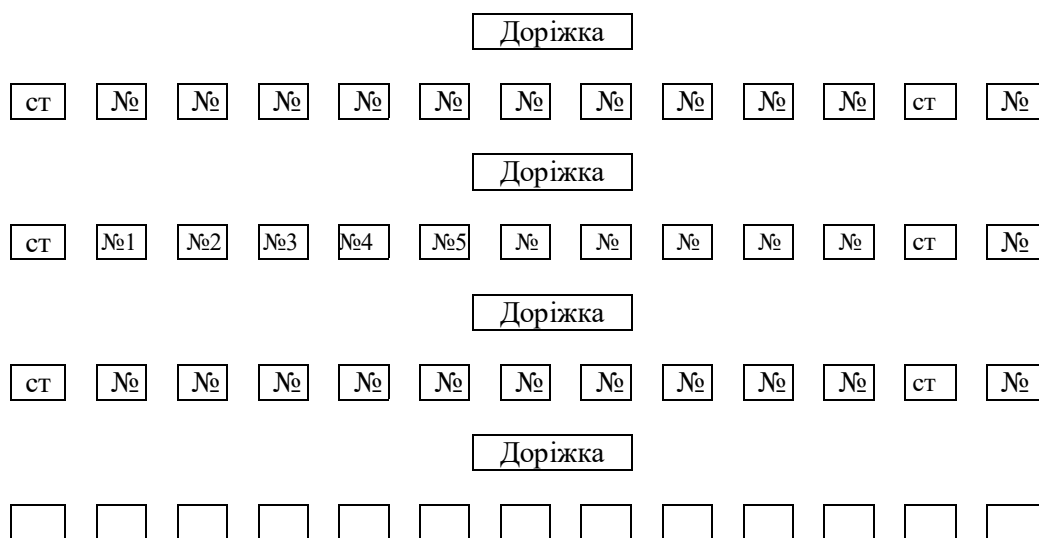 Доріжка
ст № № № № № № № № № № ст №
Доріжка
ст №1 №2 №3 №4 №5 № № № № № ст №
Доріжка
ст № № № № № № № № № № ст №
Доріжка